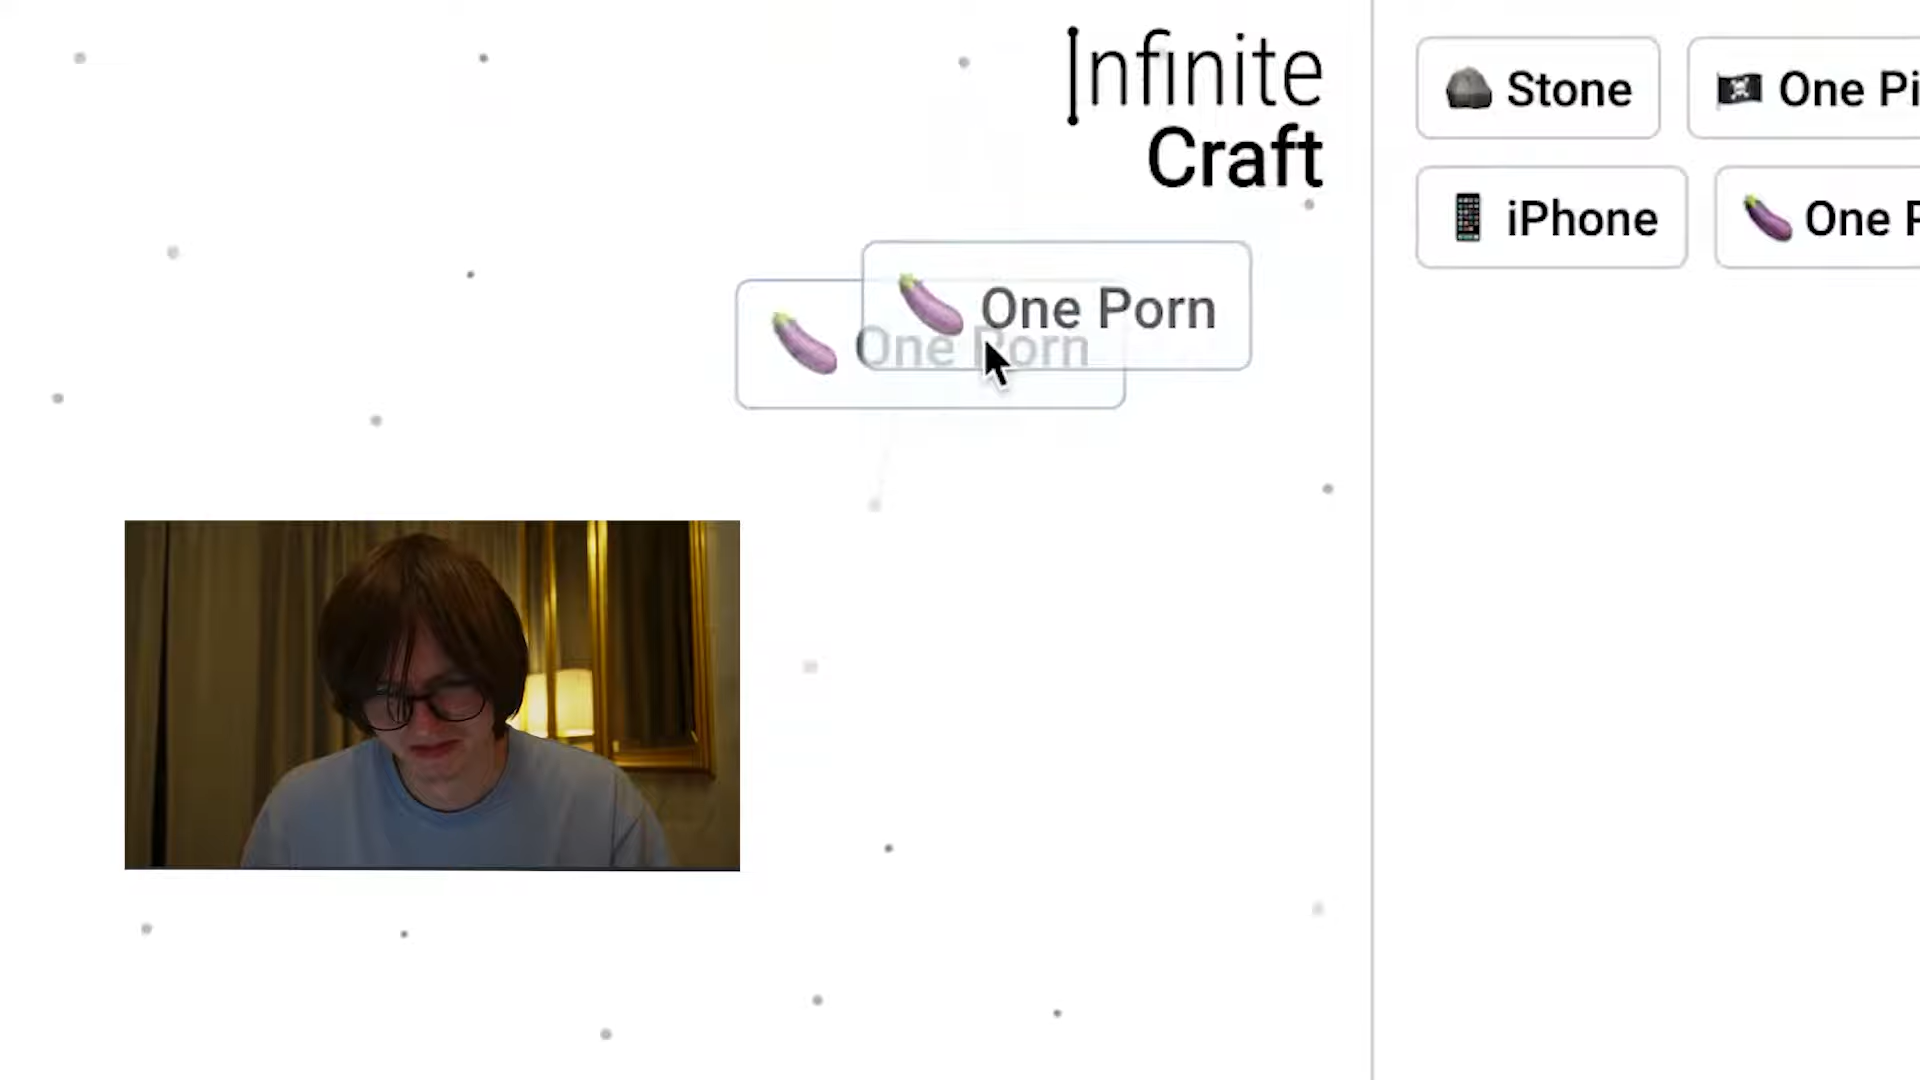 Infinite
Craft
Stone
One Pi
iPhone
One P
One Porn
One Porn